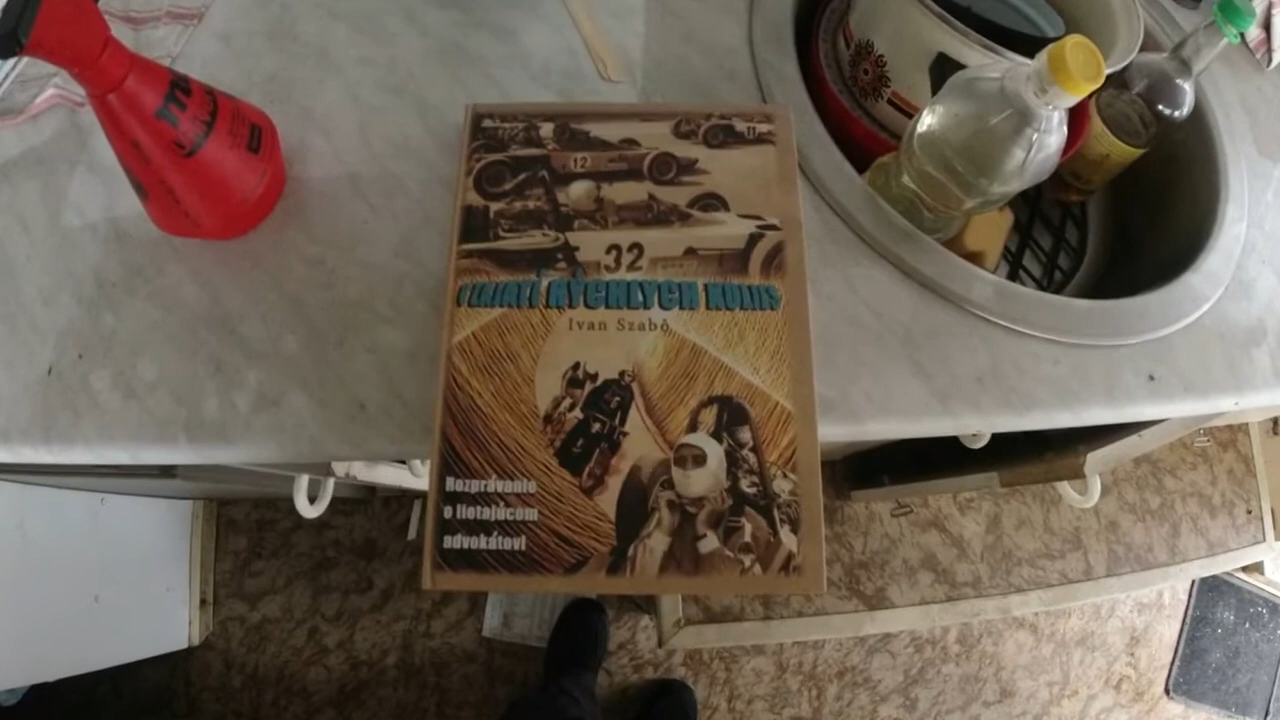 12
11
32
V ZAJATÍ RÝCHLYCH KOLIES
Ivan Szabó
Rozprávanie
o lietajúcom
advokátovi